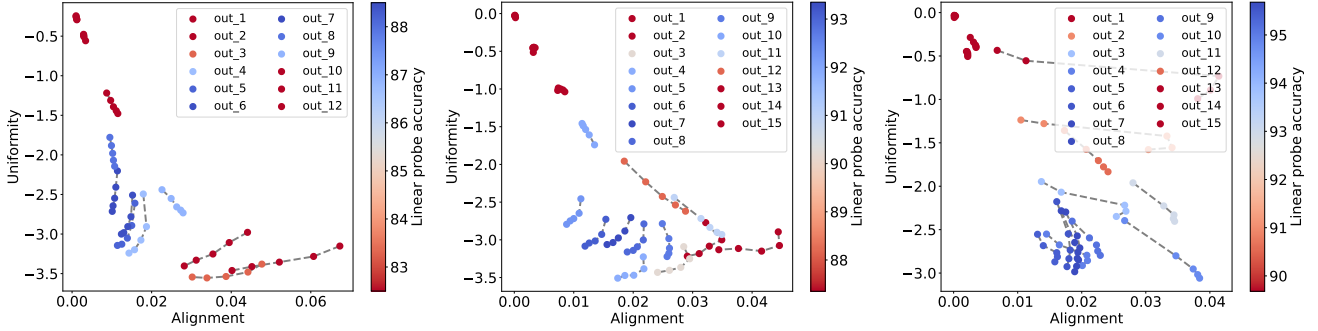 0.0
−0.5
−1.0
−1.5
−2.0
−2.5
−3.0
−3.5
0.00
0.02
0.04
0.06
Uniformity
Alignment
out_1
out_2
out_3
out_4
out_5
out_6
out_7
out_8
out_9
out_10
out_11
out_12
88
87
86
85
84
83
Linear probe accuracy
0.0
−0.5
−1.0
−1.5
−2.0
−2.5
−3.0
−3.5
0.00
0.01
0.02
0.03
0.04
Uniformity
Alignment
out_1
out_2
out_3
out_4
out_5
out_6
out_7
out_8
out_9
out_10
out_11
out_12
out_13
out_14
out_15
93
92
91
90
89
88
Linear probe accuracy
0.0
−0.5
−1.0
−1.5
−2.0
−2.5
−3.0
0.00
0.01
0.02
0.03
0.04
Uniformity
Alignment
out_1
out_2
out_3
out_4
out_5
out_6
out_7
out_8
out_9
out_10
out_11
out_12
out_13
out_14
out_15
95
94
93
92
91
90
Linear probe accuracy